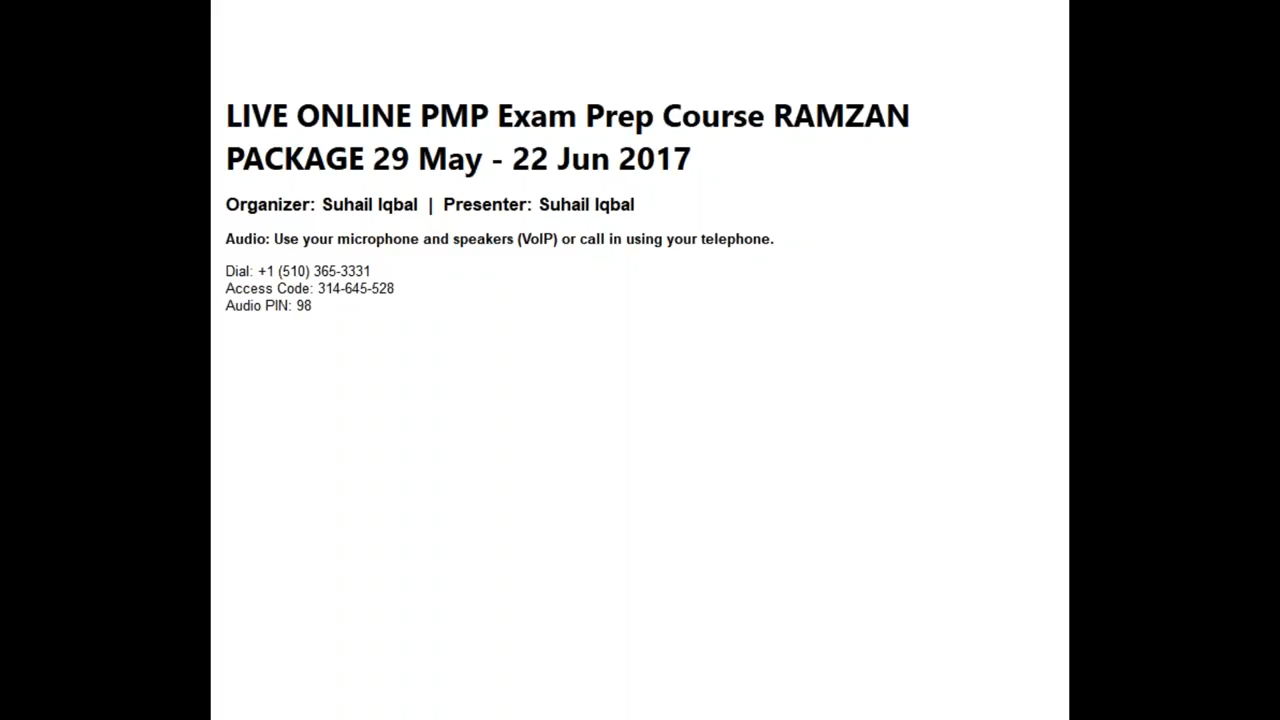 LIVE ONLINE PMP Exam Prep Course RAMZAN
PACKAGE 29 May - 22 Jun 2017
Organizer: Suhail Iqbal | Presenter: Suhail Iqbal
Audio: Use your microphone and speakers (VoIP) or call in using your telephone.
Dial: +1 (510) 365-3331
Access Code: 314-645-528
Audio PIN: 98